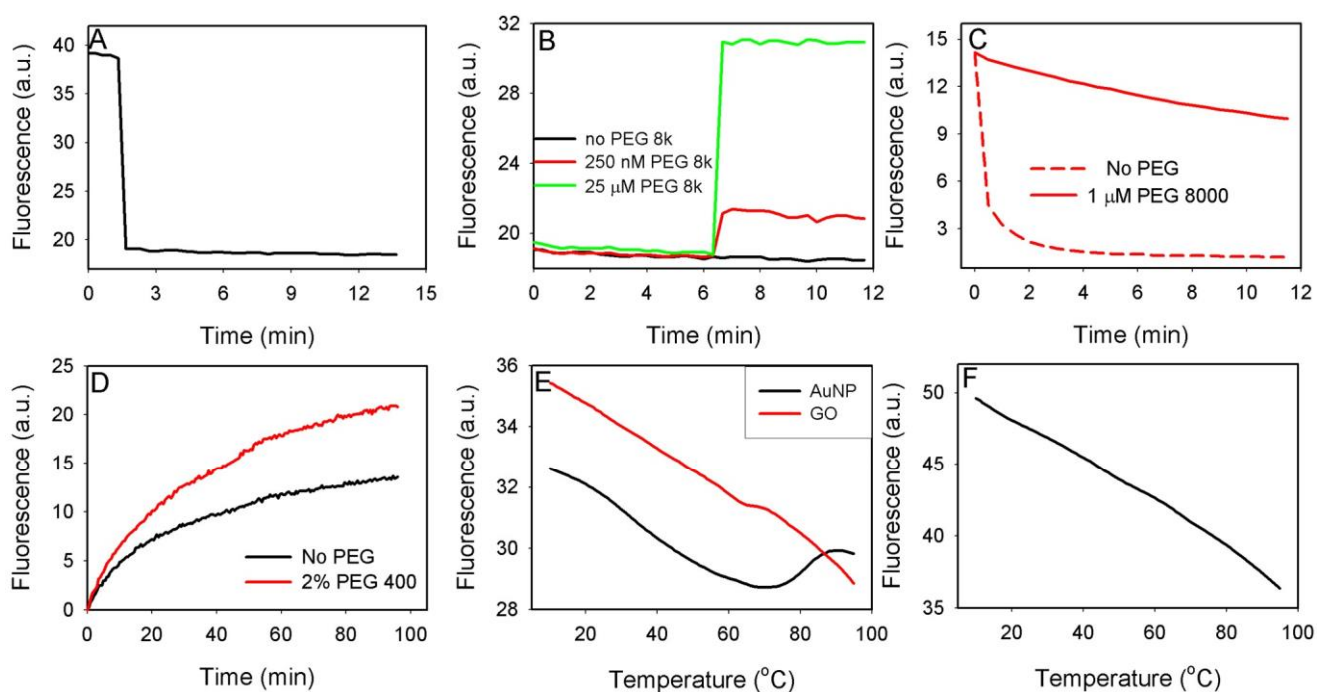 A
Fluorescence (a.u.)
40
35
30
25
20
0 3 6 9 12 15
Time (min)
B
Fluorescence (a.u.)
32
28
24
20
16
no PEG 8k
250 nM PEG 8k
25 μM PEG 8k
0 2 4 6 8 10 12
Time (min)
C
Fluorescence (a.u.)
15
12
9
6
3
No PEG
1 μM PEG 8000
0 2 4 6 8 10 12
Time (min)
D
Fluorescence (a.u.)
25
20
15
10
5
0
No PEG
2% PEG 400
0 20 40 60 80 100
Time (min)
E
Fluorescence (a.u.)
36
34
32
30
28
AuNP
GO
20 40 60 80 100
Temperature (°C)
F
Fluorescence (a.u.)
50
45
40
35
20 40 60 80 100
Temperature (°C)